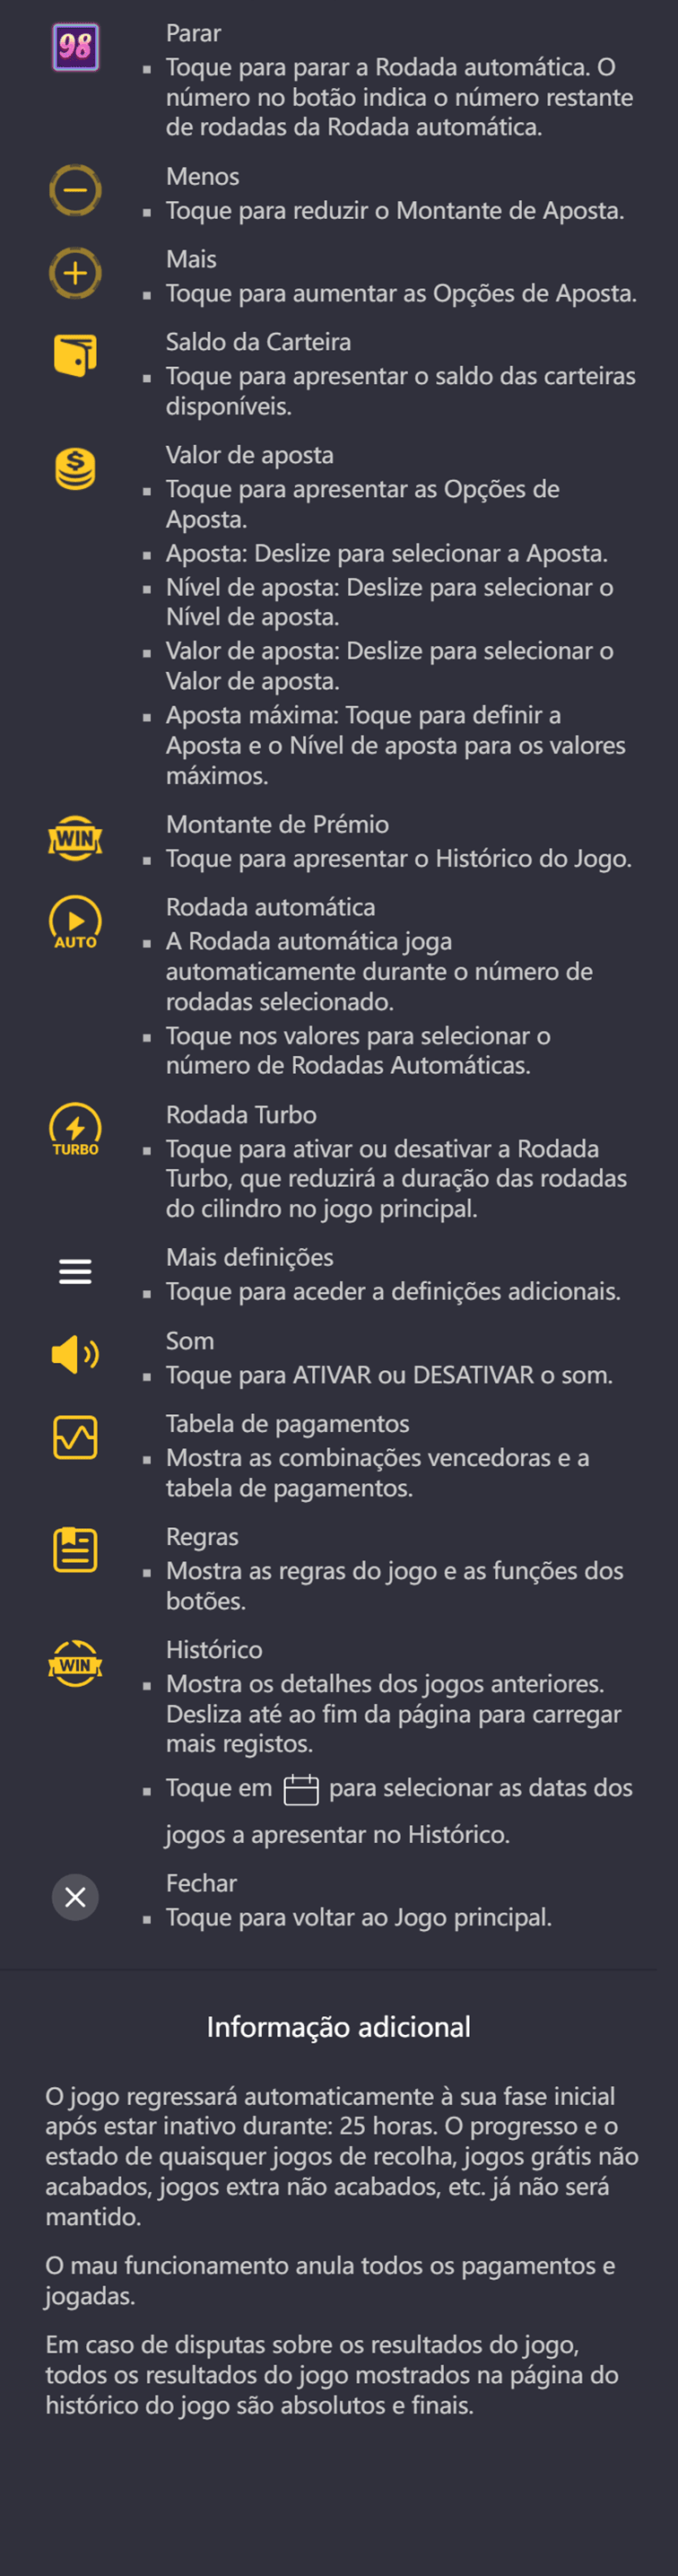 98
Parar
▪ Toque para parar a Rodada automática. O
número no botão indica o número restante
de rodadas da Rodada automática.
Menos
▪ Toque para reduzir o Montante de Aposta.
Mais
▪ Toque para aumentar as Opções de Aposta.
Saldo da Carteira
▪ Toque para apresentar o saldo das carteiras
disponíveis.
$
Valor de aposta
▪ Toque para apresentar as Opções de
Aposta.
▪ Aposta: Deslize para selecionar a Aposta.
▪ Nível de aposta: Deslize para selecionar o
Nível de aposta.
▪ Valor de aposta: Deslize para selecionar o
Valor de aposta.
▪ Aposta máxima: Toque para definir a
Aposta e o Nível de aposta para os valores
máximos.
WIN
Montante de Prémio
▪ Toque para apresentar o Histórico do Jogo.
AUTO
Rodada automática
▪ A Rodada automática joga
automaticamente durante o número de
rodadas selecionado.
▪ Toque nos valores para selecionar o
número de Rodadas Automáticas.
TURBO
Rodada Turbo
▪ Toque para ativar ou desativar a Rodada
Turbo, que reduzirá a duração das rodadas
do cilindro no jogo principal.
Mais definições
▪ Toque para aceder a definições adicionais.
Som
▪ Toque para ATIVAR ou DESATIVAR o som.
Tabela de pagamentos
▪ Mostra as combinações vencedoras e a
tabela de pagamentos.
Regras
▪ Mostra as regras do jogo e as funções dos
botões.
WIN
Histórico
▪ Mostra os detalhes dos jogos anteriores.
Desliza até ao fim da página para carregar
mais registos.
▪ Toque em para selecionar as datas dos
jogos a apresentar no Histórico.
Fechar
▪ Toque para voltar ao Jogo principal.
Informação adicional
O jogo regressará automaticamente à sua fase inicial
após estar inativo durante: 25 horas. O progresso e o
estado de quaisquer jogos de recolha, jogos grátis não
acabados, jogos extra não acabados, etc. já não será
mantido.
O mau funcionamento anula todos os pagamentos e
jogadas.
Em caso de disputas sobre os resultados do jogo,
todos os resultados do jogo mostrados na página do
histórico do jogo são absolutos e finais.